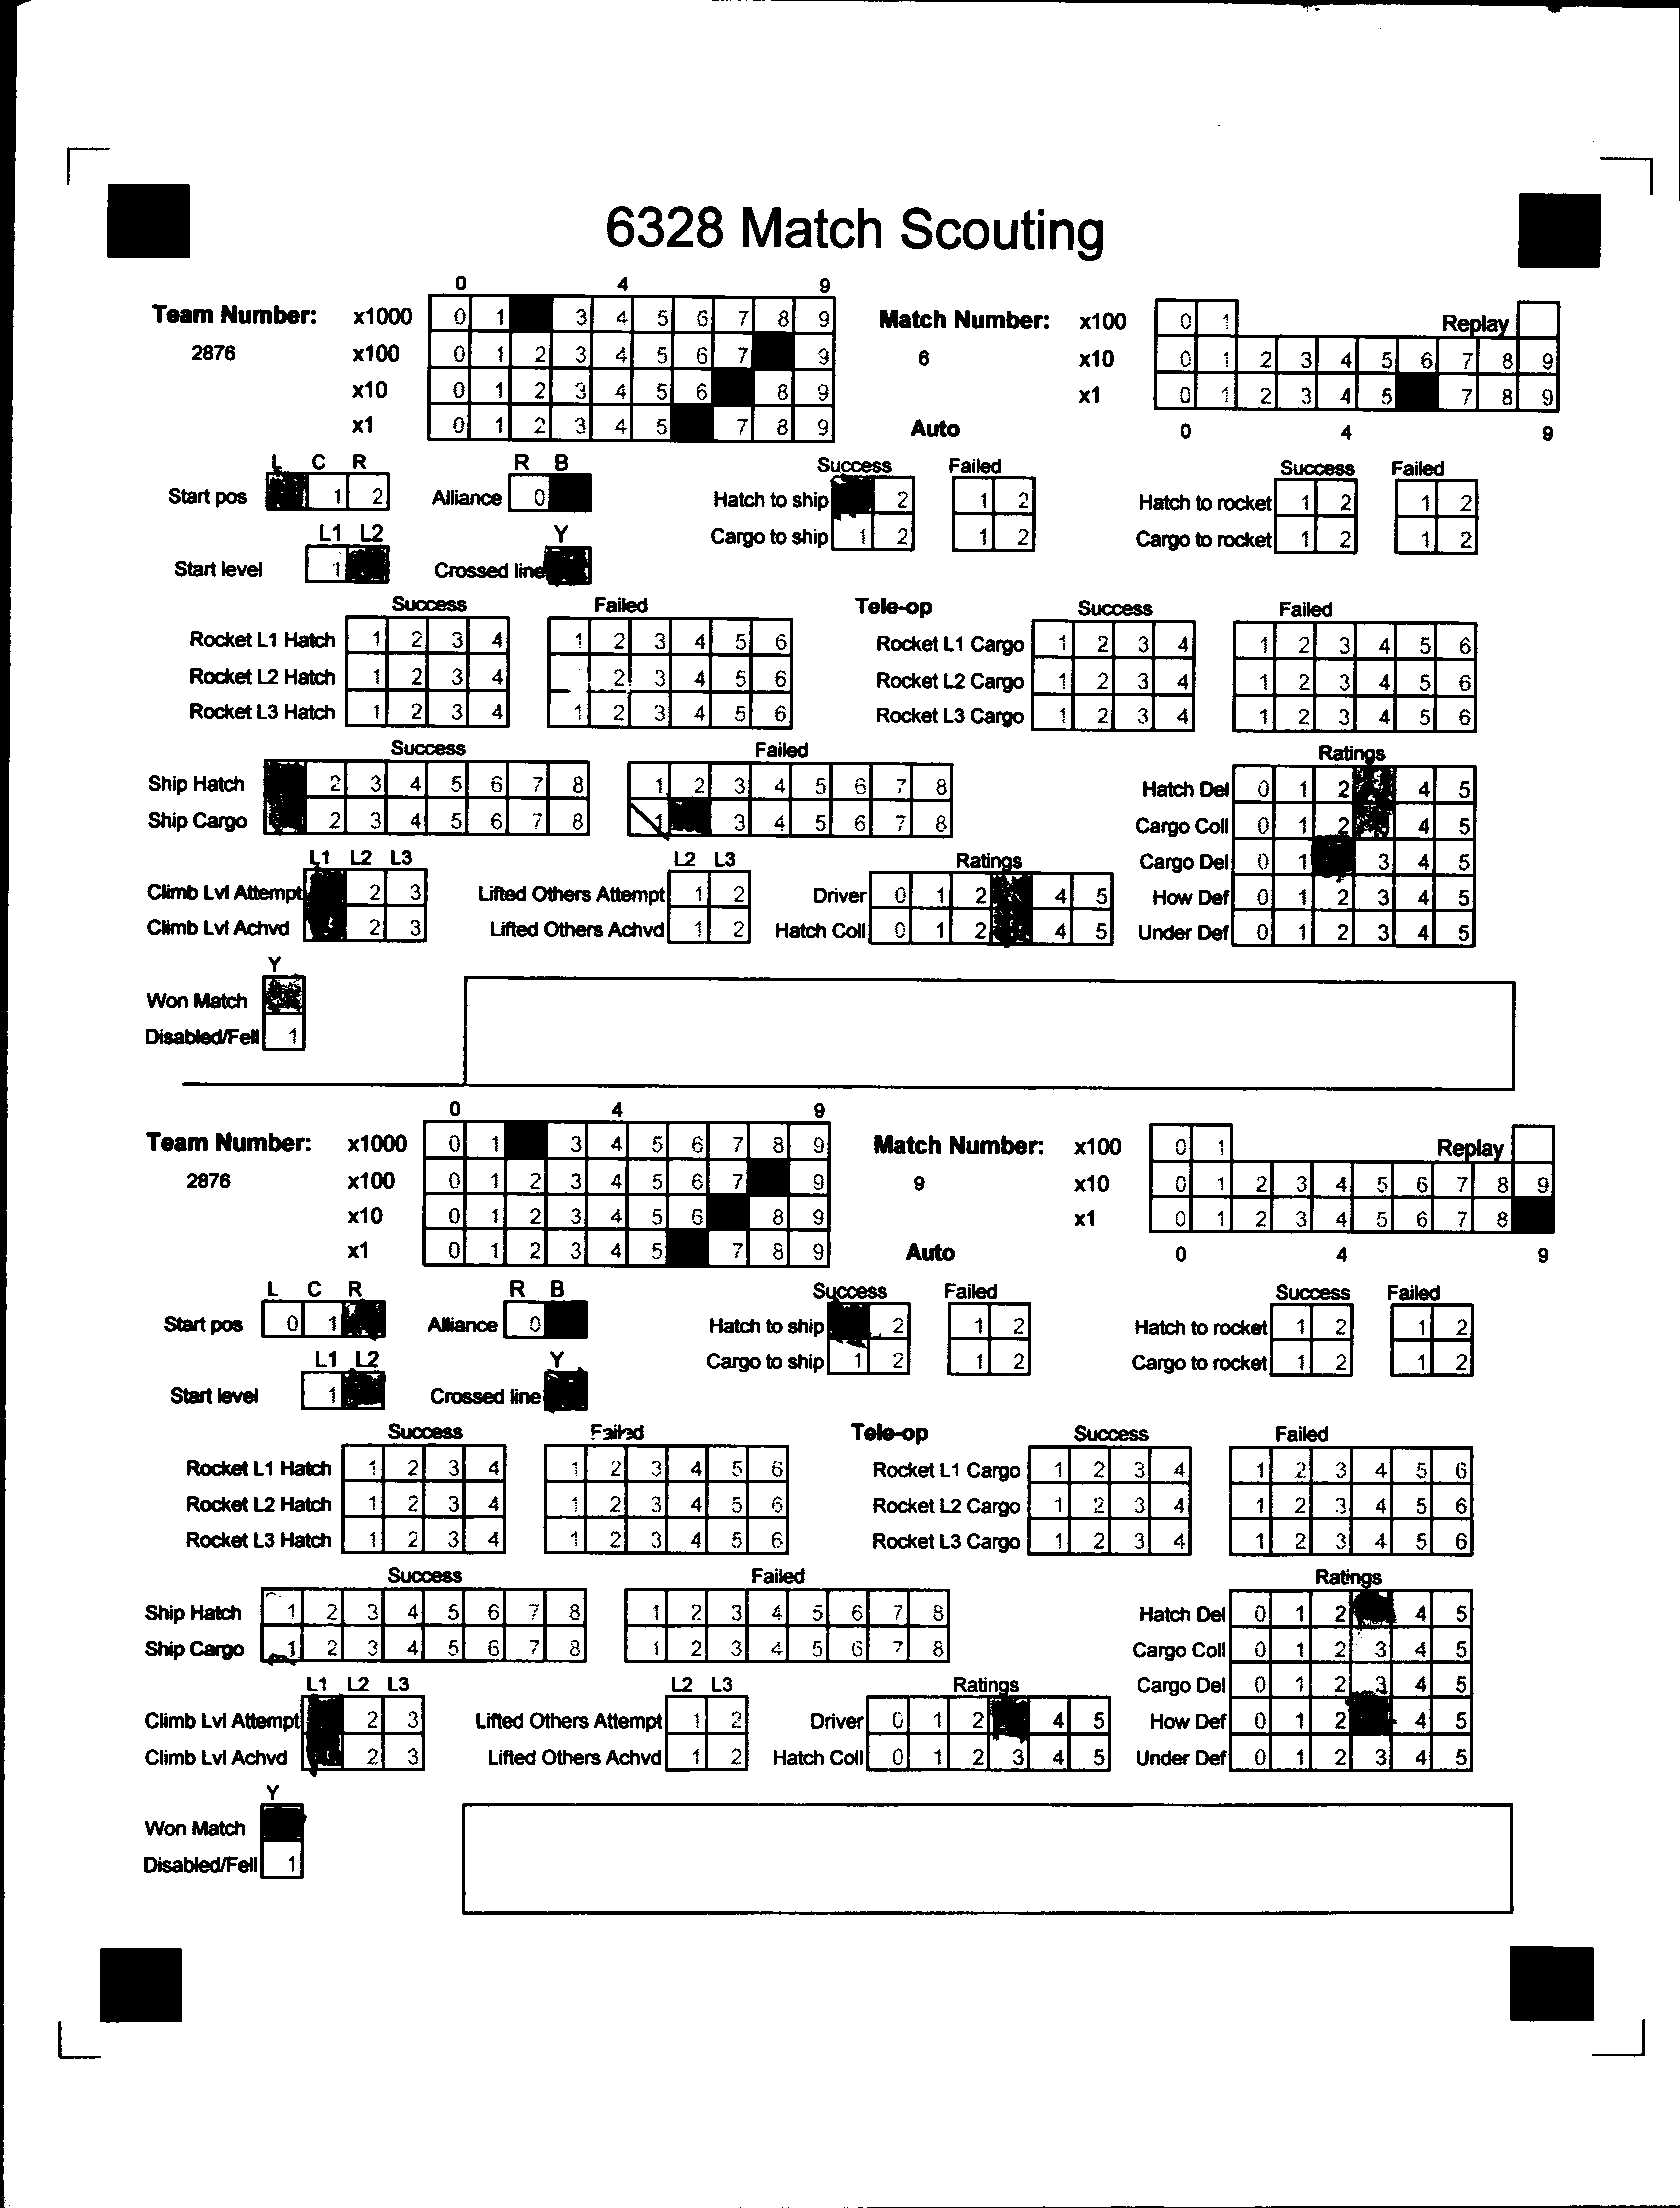 6328 Match Scouting
0 4 9
Team Number: x1000 0 1 3 4 5 6 7 8 9 Match Number: x100 0 1 Replay
2876 x100 0 1 2 3 4 5 6 7 9 6 x10 0 1 2 3 4 5 6 7 8 9
x10 0 1 2 3 4 5 6 8 9 x1 0 1 2 3 4 5 7 8 9
x1 0 1 2 3 4 5 7 8 9 Auto 0 4 9
L C R R B Success Failed Success Failed
Start pos 1 2 Alliance 0 Hatch to ship 2 1 2 Hatch to rocket 1 2 1 2
L1 L2 Y Cargo to ship 1 2 1 2 Cargo to rocket 1 2 1 2
Start level 1 Crossed line
Success Failed Tele-op Success Failed
Rocket L1 Hatch 1 2 3 4 1 2 3 4 5 6 Rocket L1 Cargo 1 2 3 4 1 2 3 4 5 6
Rocket L2 Hatch 1 2 3 4 2 3 4 5 6 Rocket L2 Cargo 1 2 3 4 1 2 3 4 5 6
Rocket L3 Hatch 1 2 3 4 1 2 3 4 5 6 Rocket L3 Cargo 1 2 3 4 1 2 3 4 5 6
Success Failed Ratings
Ship Hatch 2 3 4 5 6 7 8 1 2 3 4 5 6 7 8 Hatch Del 0 1 2 4 5
Ship Cargo 2 3 4 5 6 7 8 1 3 4 5 6 7 8 Cargo Coll 0 1 2 4 5
L1 L2 L3 L2 L3 Ratings Cargo Del 0 1 3 4 5
Climb Lvl Attempt 2 3 Lifted Others Attempt 1 2 Driver 0 1 2 4 5 How Def 0 1 2 3 4 5
Climb Lvl Achvd 2 3 Lifted Others Achvd 1 2 Hatch Coll 0 1 2 4 5 Under Def 0 1 2 3 4 5
Y
Won Match
Disabled/Fell 1
0 4 9
Team Number: x1000 0 1 3 4 5 6 7 8 9 Match Number: x100 0 1 Replay
2876 x100 0 1 2 3 4 5 6 7 9 9 x10 0 1 2 3 4 5 6 7 8 9
x10 0 1 2 3 4 5 6 8 9 x1 0 1 2 3 4 5 6 7 8
x1 0 1 2 3 4 5 7 8 9 Auto 0 4 9
L C R R B Success Failed Success Failed
Start pos 0 1 Alliance 0 Hatch to ship 2 1 2 Hatch to rocket 1 2 1 2
L1 L2 Y Cargo to ship 1 2 1 2 Cargo to rocket 1 2 1 2
Start level 1 Crossed line
Success Failed Tele-op Success Failed
Rocket L1 Hatch 1 2 3 4 1 2 3 4 5 6 Rocket L1 Cargo 1 2 3 4 1 2 3 4 5 6
Rocket L2 Hatch 1 2 3 4 1 2 3 4 5 6 Rocket L2 Cargo 1 2 3 4 1 2 3 4 5 6
Rocket L3 Hatch 1 2 3 4 1 2 3 4 5 6 Rocket L3 Cargo 1 2 3 4 1 2 3 4 5 6
Success Failed Ratings
Ship Hatch 1 2 3 4 5 6 7 8 1 2 3 4 5 6 7 8 Hatch Del 0 1 2 4 5
Ship Cargo 1 2 3 4 5 6 7 8 1 2 3 4 5 6 7 8 Cargo Coll 0 1 2 3 4 5
L1 L2 L3 L2 L3 Ratings Cargo Del 0 1 2 3 4 5
Climb Lvl Attempt 2 3 Lifted Others Attempt 1 2 Driver 0 1 2 4 5 How Def 0 1 2 4 5
Climb Lvl Achvd 2 3 Lifted Others Achvd 1 2 Hatch Coll 0 1 2 3 4 5 Under Def 0 1 2 3 4 5
Y
Won Match
Disabled/Fell 1